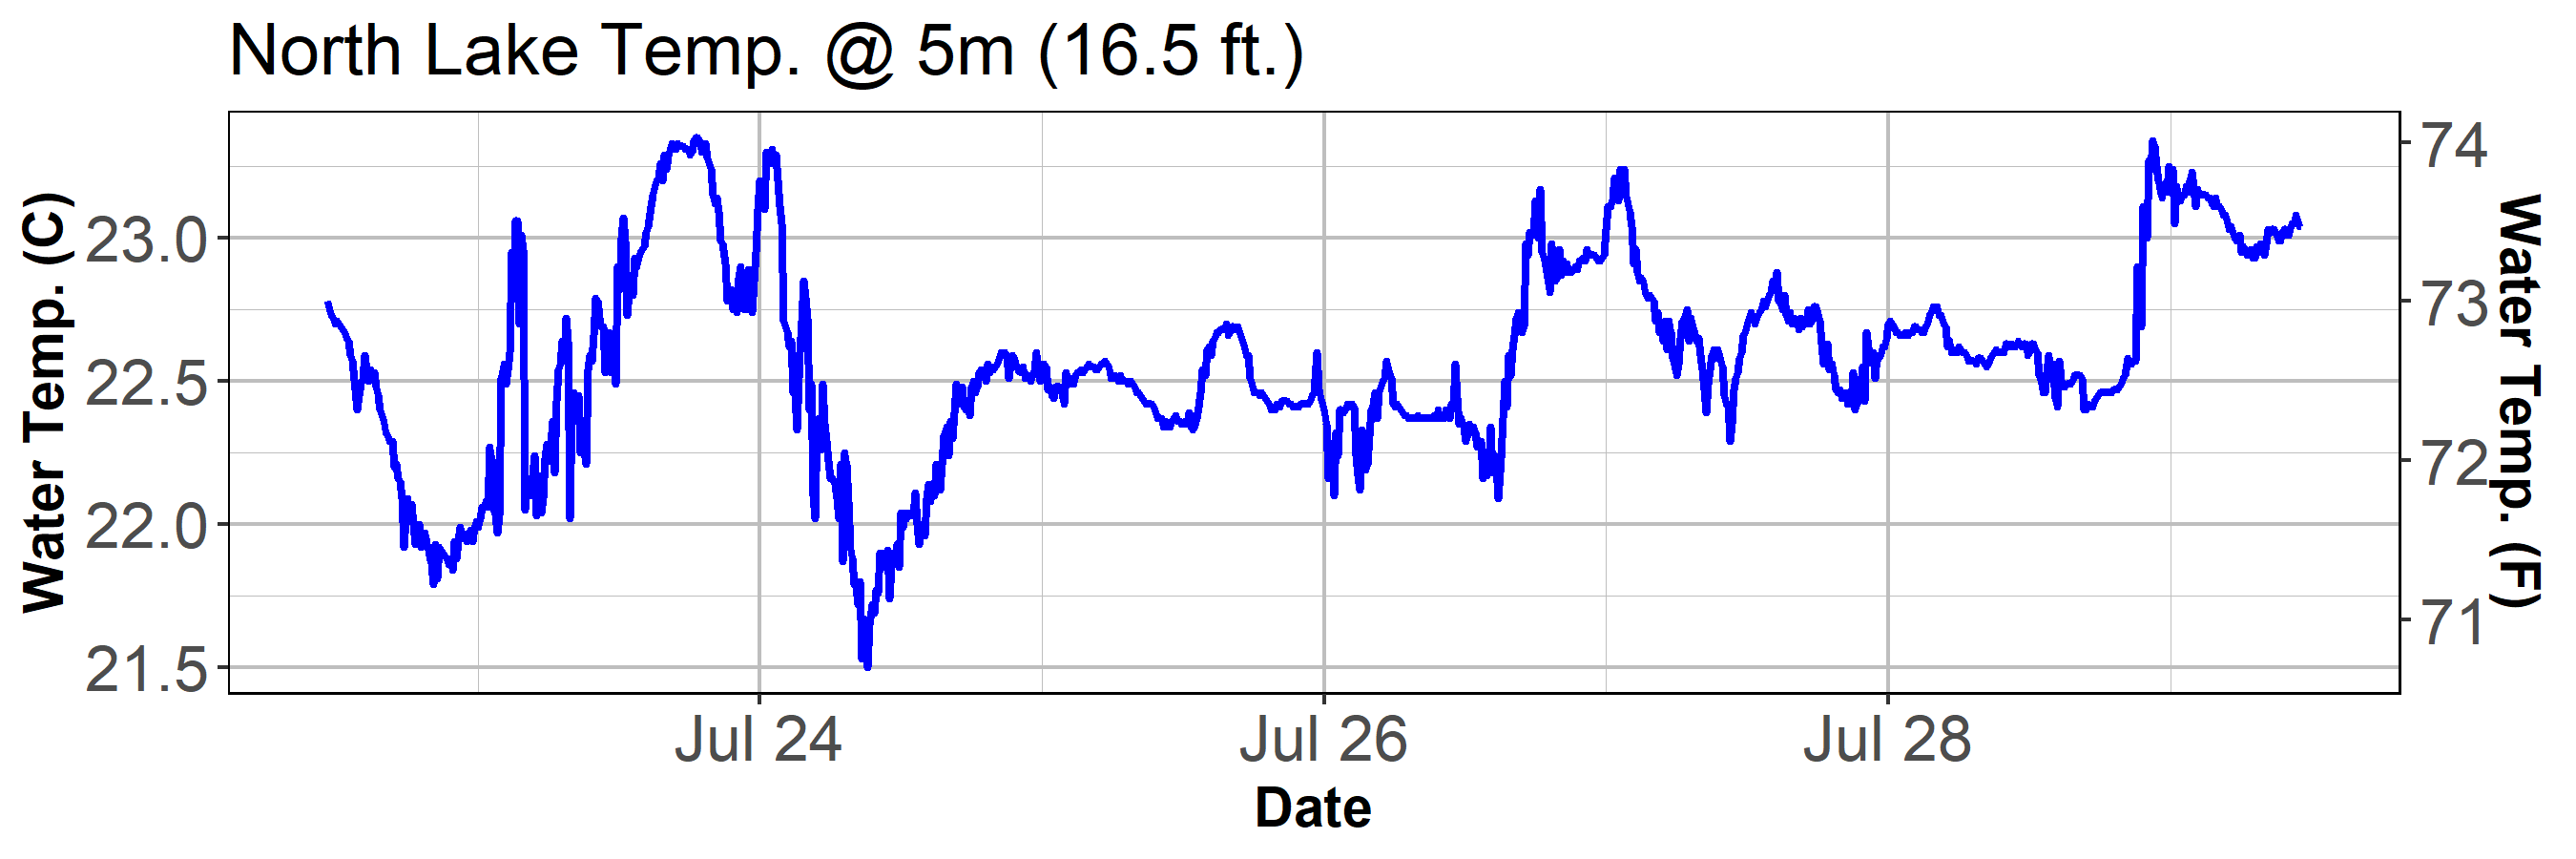 North Lake Temp. @ 5m (16.5 ft.)
Water Temp. (C)
23.0
22.5
22.0
21.5
74
73
72
71
Water Temp. (F)
Jul 24
Jul 26
Jul 28
Date